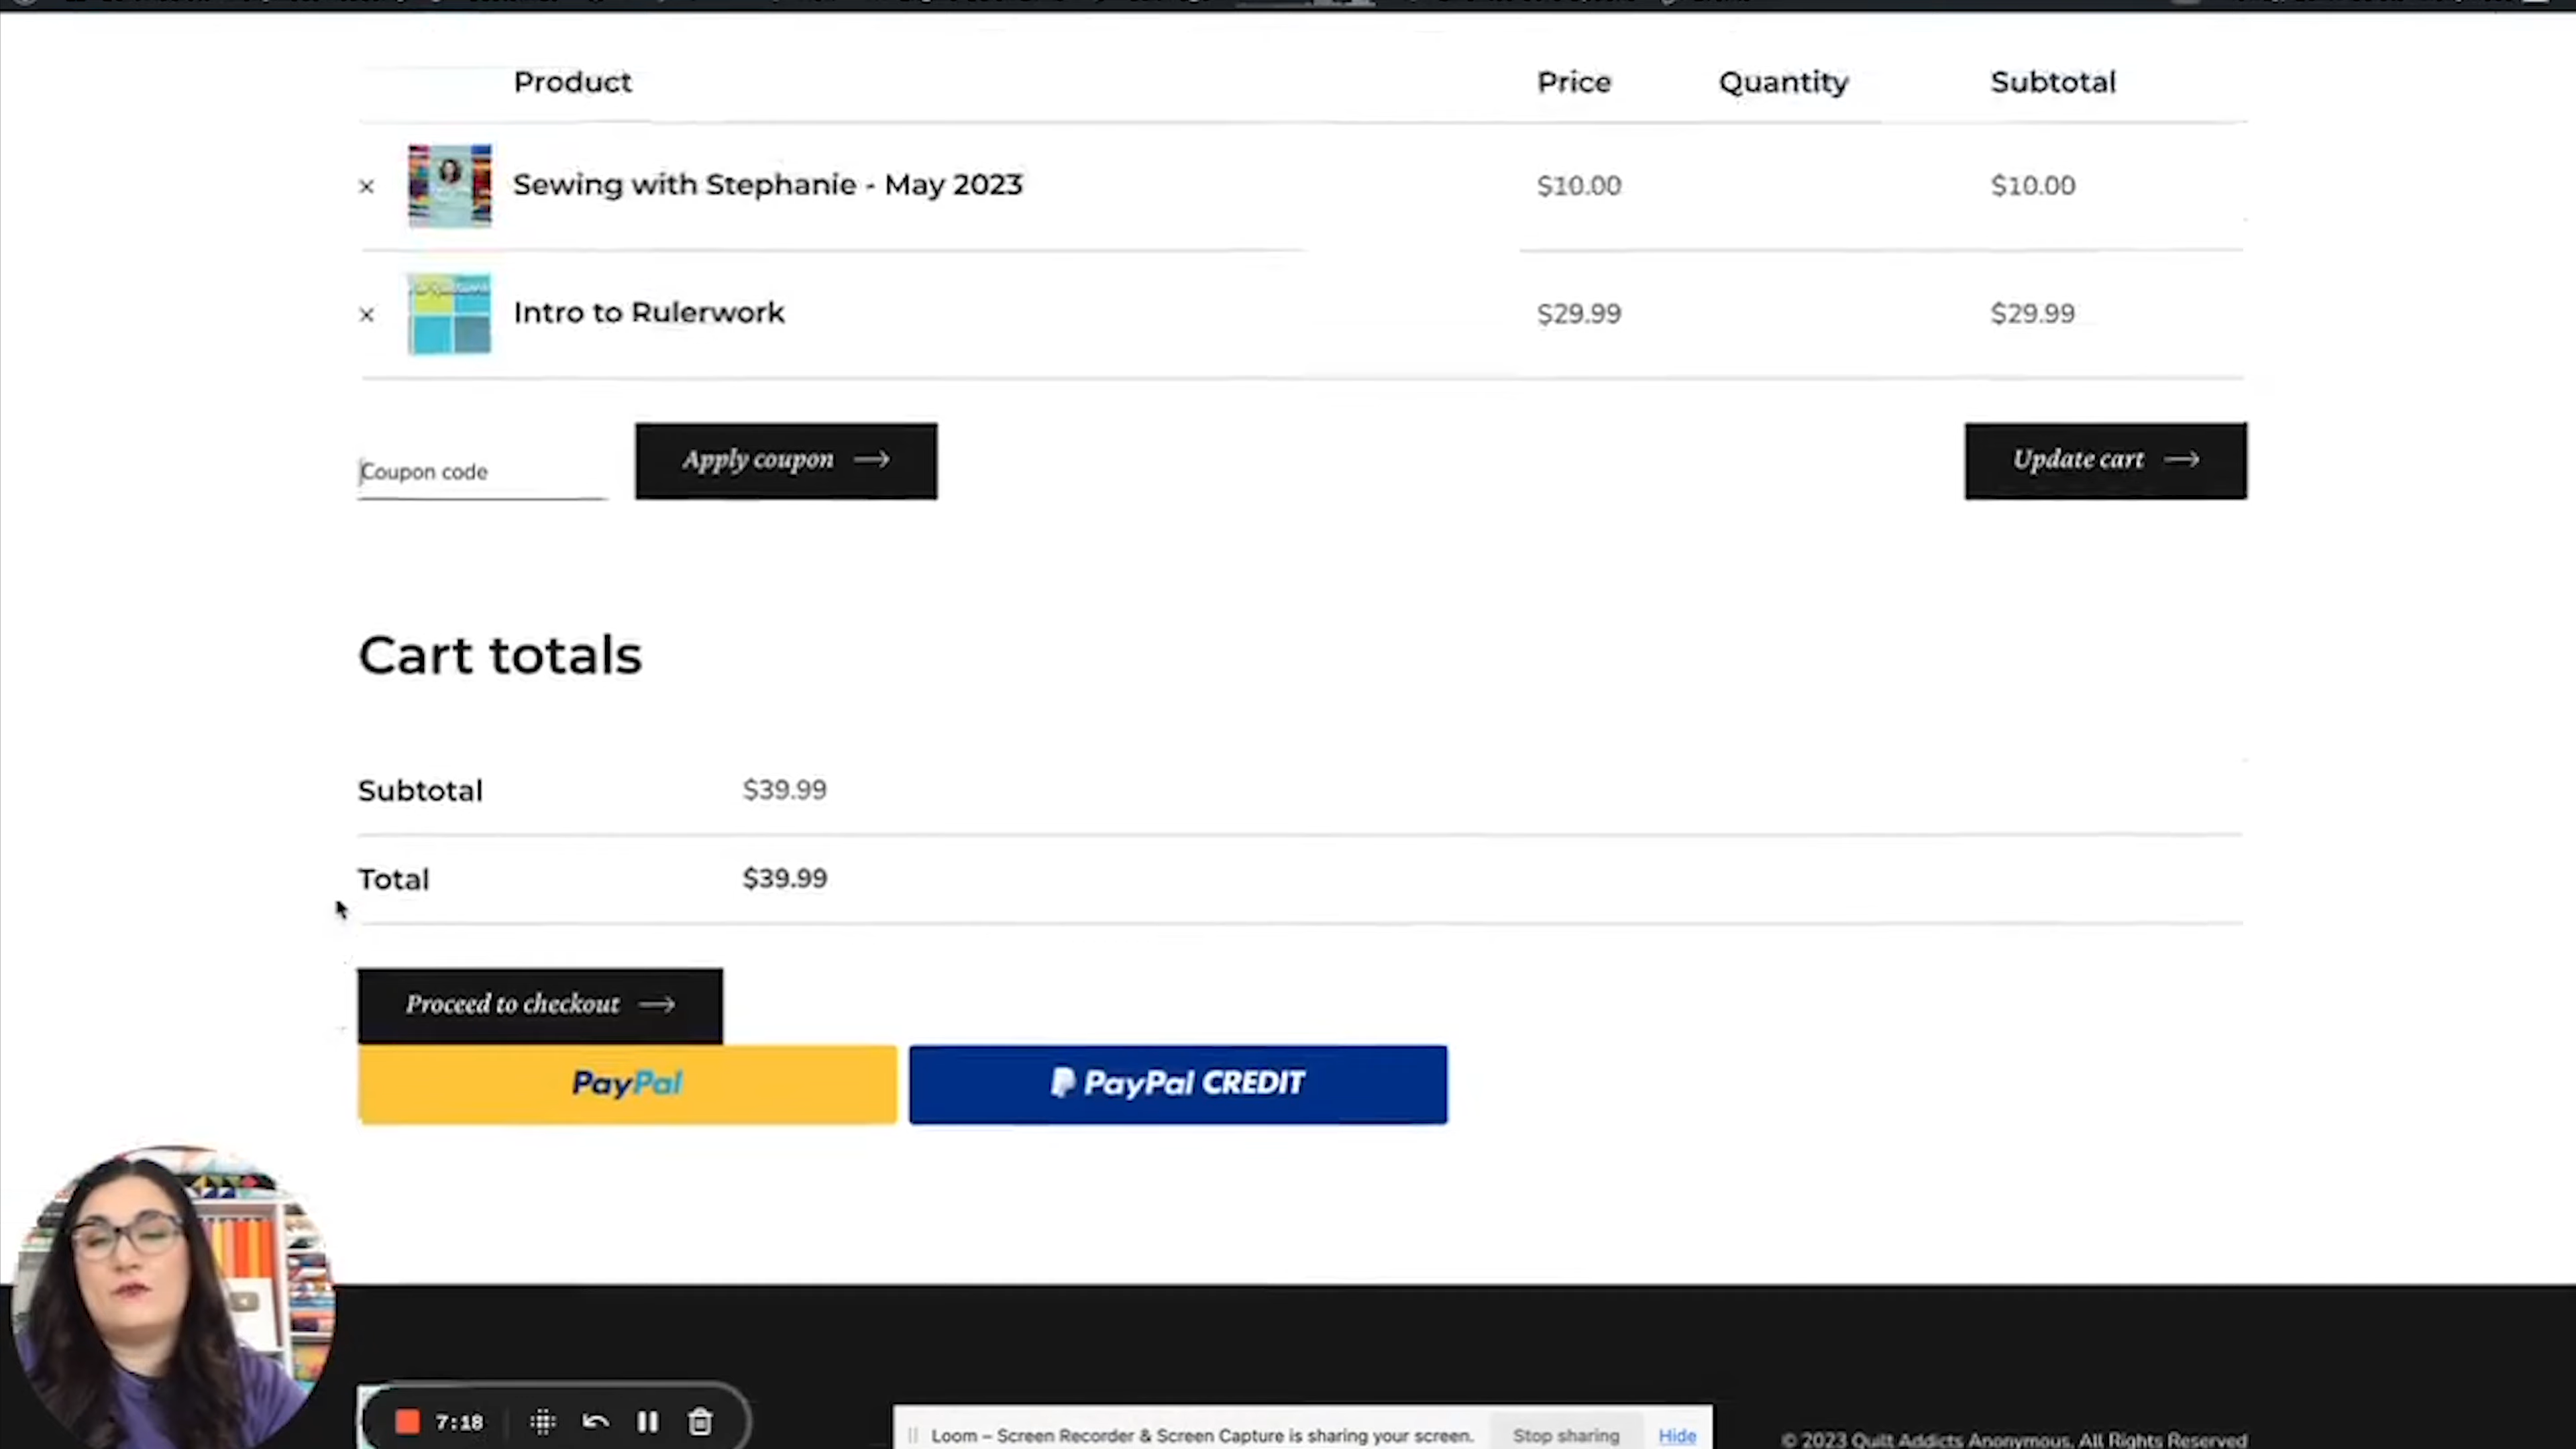 Product Price Quantity Subtotal
× Sewing with Stephanie - May 2023 $10.00 $10.00
× Intro to Rulerwork $29.99 $29.99
Coupon code Apply coupon → Update cart →
Cart totals
Subtotal $39.99
Total $39.99
Proceed to checkout →
PayPal PayPal CREDIT
7:18
Loom – Screen Recorder & Screen Capture is sharing your screen. Stop sharing Hide
© 2023 Quilt Addicts Anonymous. All Rights Reserved